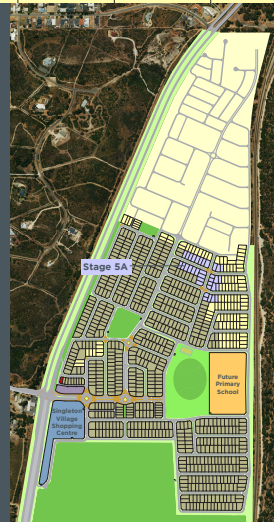 Stage 5A
Future
Primary
School
Singleton
Village
Shopping
Centre